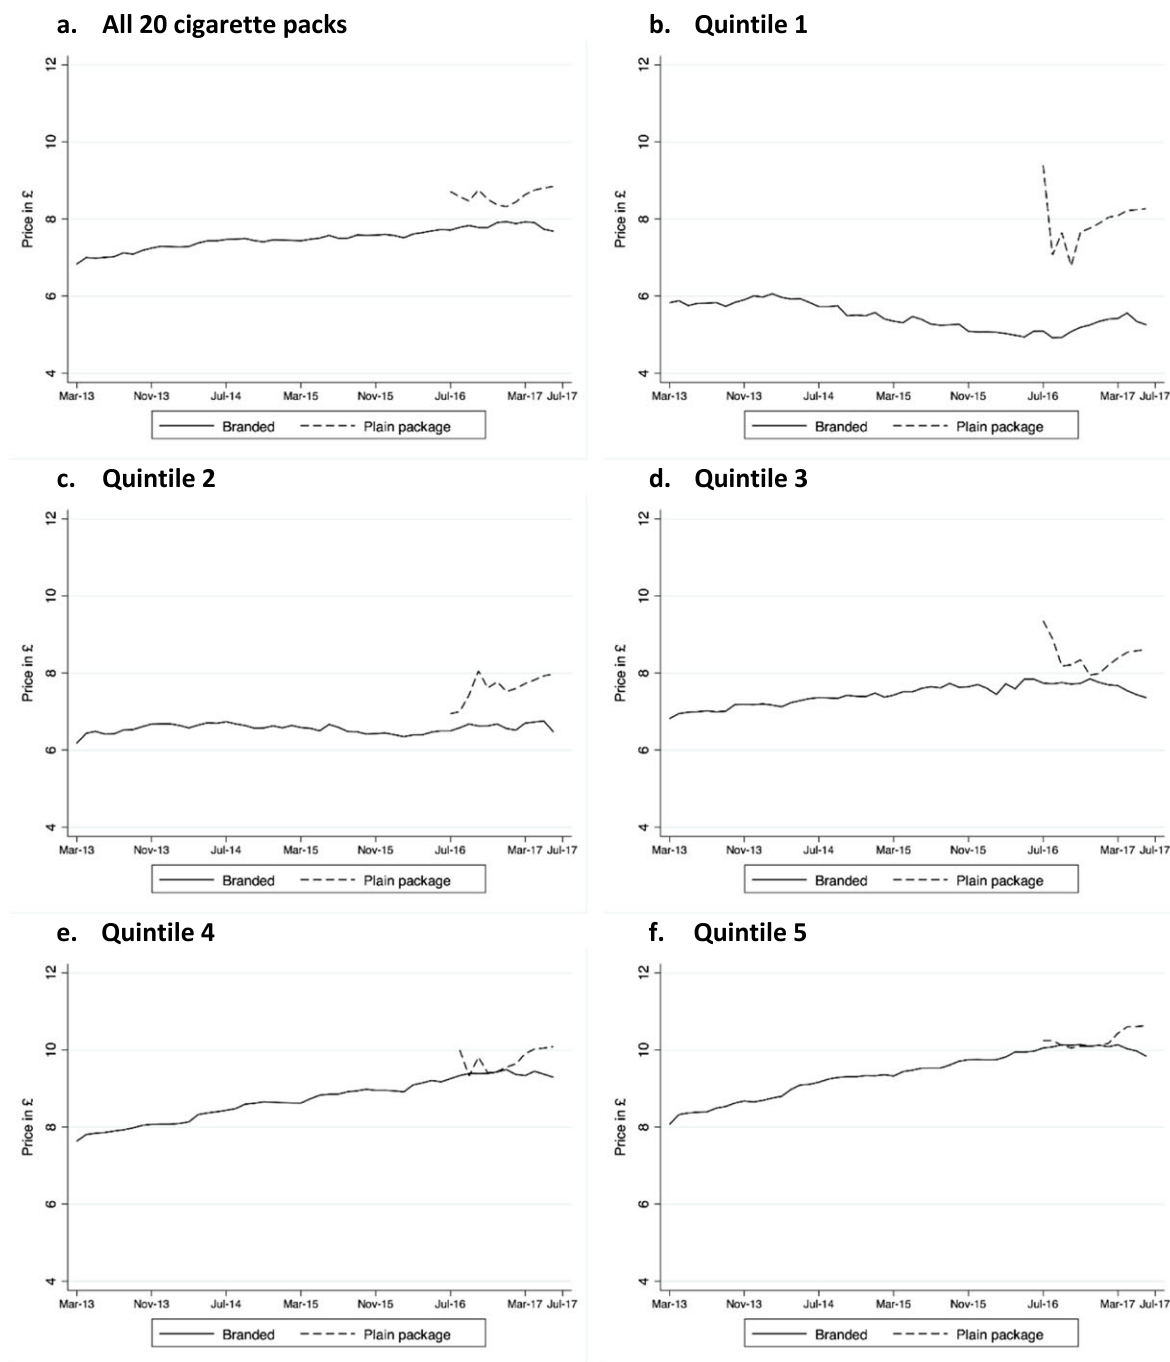 a. All 20 cigarette packs
12
10
8
6
4
Price in £
Mar-13 Nov-13 Jul-14 Mar-15 Nov-15 Jul-16 Mar-17 Jul-17
Branded Plain package
b. Quintile 1
12
10
8
6
4
Price in £
Mar-13 Nov-13 Jul-14 Mar-15 Nov-15 Jul-16 Mar-17 Jul-17
Branded Plain package
c. Quintile 2
12
10
8
6
4
Price in £
Mar-13 Nov-13 Jul-14 Mar-15 Nov-15 Jul-16 Mar-17 Jul-17
Branded Plain package
d. Quintile 3
12
10
8
6
4
Price in £
Mar-13 Nov-13 Jul-14 Mar-15 Nov-15 Jul-16 Mar-17 Jul-17
Branded Plain package
e. Quintile 4
12
10
8
6
4
Price in £
Mar-13 Nov-13 Jul-14 Mar-15 Nov-15 Jul-16 Mar-17 Jul-17
Branded Plain package
f. Quintile 5
12
10
8
6
4
Price in £
Mar-13 Nov-13 Jul-14 Mar-15 Nov-15 Jul-16 Mar-17 Jul-17
Branded Plain package